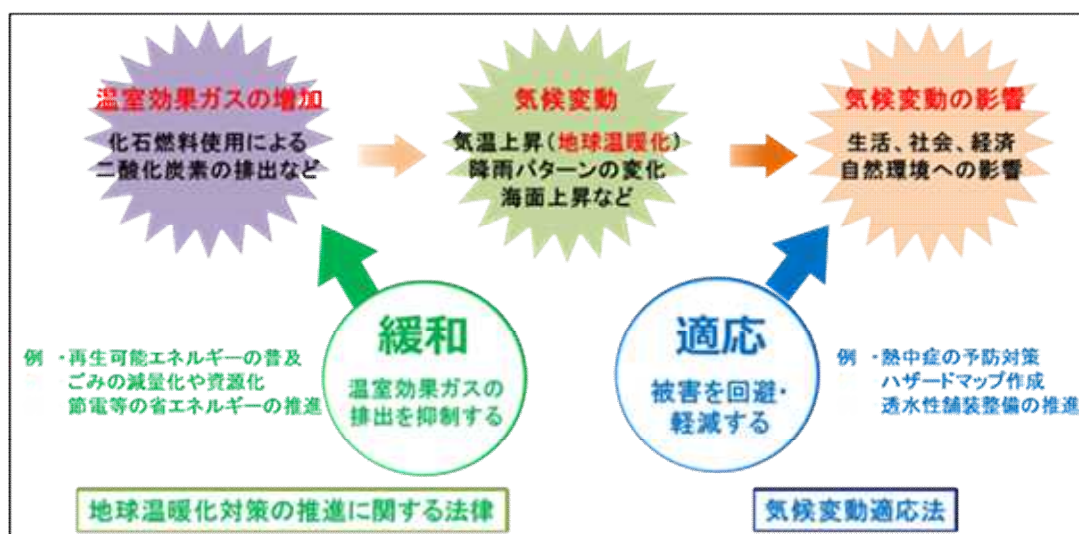 温室効果ガスの増加
化石燃料使用による
二酸化炭素の排出など
気候変動
気温上昇(地球温暖化)
降雨パターンの変化
海面上昇など
気候変動の影響
生活、社会、経済
自然環境への影響
緩和
温室効果ガスの
排出を抑制する
例 ・再生可能エネルギーの普及
ごみの減量化や資源化
節電等の省エネルギーの推進
適応
被害を回避・
軽減する
例 ・熱中症の予防対策
ハザードマップ作成
透水性舗装整備の推進
地球温暖化対策の推進に関する法律
気候変動適応法